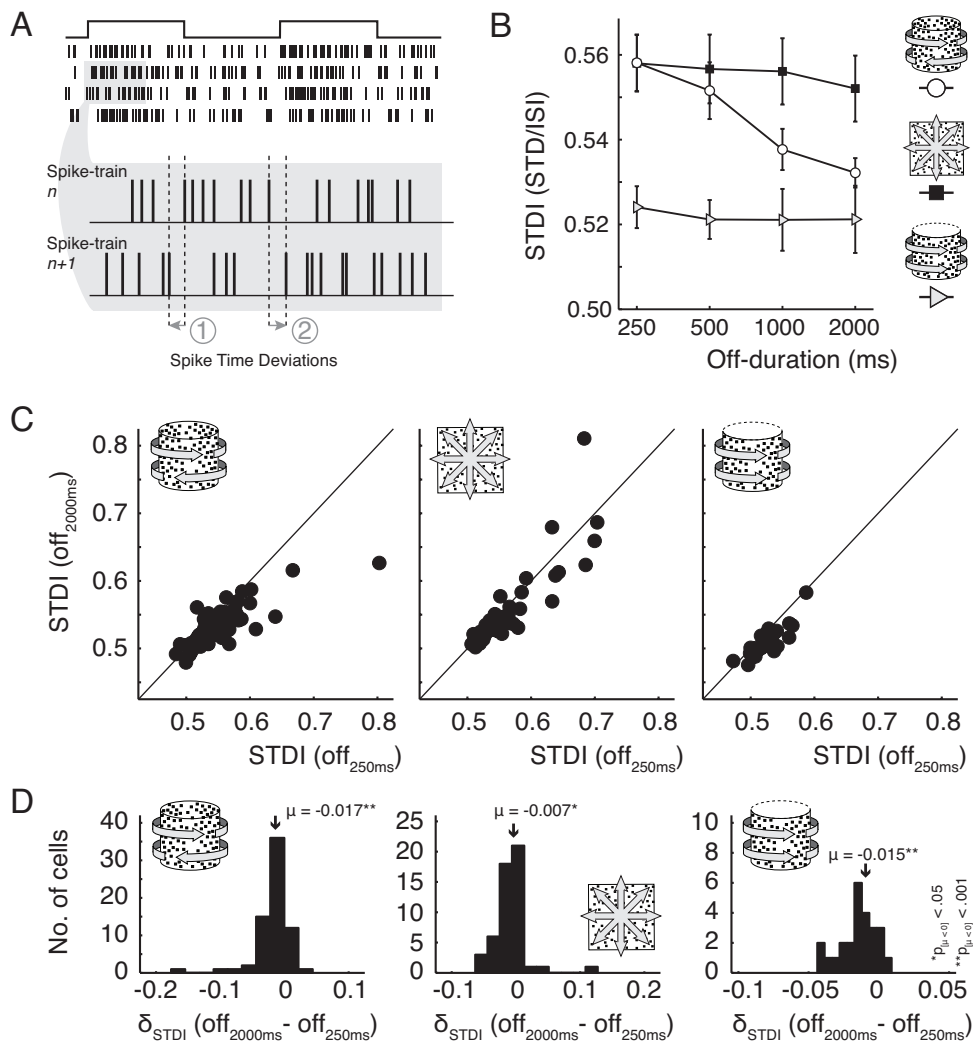 A
Spike-train
n
Spike-train
n+1
1
2
Spike Time Deviations
B
STDI (STD/ISI)
0.56
0.54
0.52
0.50
250 500 1000 2000
Off-duration (ms)
C
STDI (off2000ms)
0.8
0.7
0.6
0.5
0.5 0.6 0.7 0.8
STDI (off250ms)
0.5 0.6 0.7 0.8
STDI (off250ms)
0.5 0.6 0.7 0.8
STDI (off250ms)
D
No. of cells
40
30
20
10
0
μ = -0.017**
-0.2 -0.1 0 0.1
δSTDI (off2000ms- off250ms)
25
20
15
10
5
0
μ = -0.007*
-0.1 0 0.1 0.2
δSTDI (off2000ms- off250ms)
10
8
6
4
2
0
μ = -0.015**
*p[μ < 0] < .05
**p[μ < 0] < .001
-0.1 -0.05 0 0.05
δSTDI (off2000ms- off250ms)